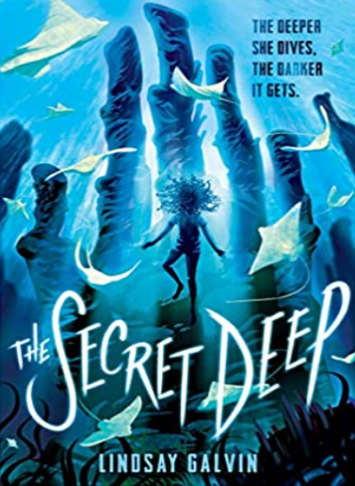 THE DEEPER
SHE DIVES,
THE DARKER
IT GETS.
THE SECRET DEEP
LINDSAY GALVIN